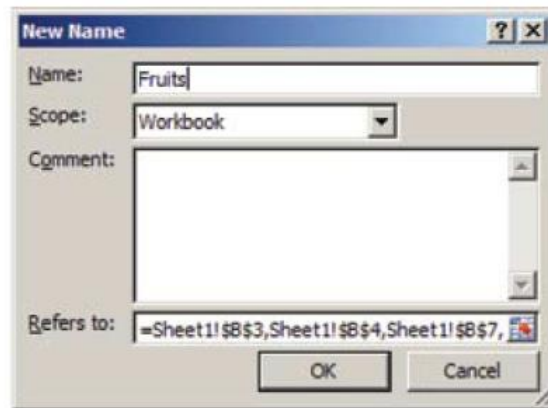 New Name
Name: Fruits
Scope: Workbook
Comment:
Refers to: =Sheet1!$B$3,Sheet1!$B$4,Sheet1!$B$7,
OK Cancel